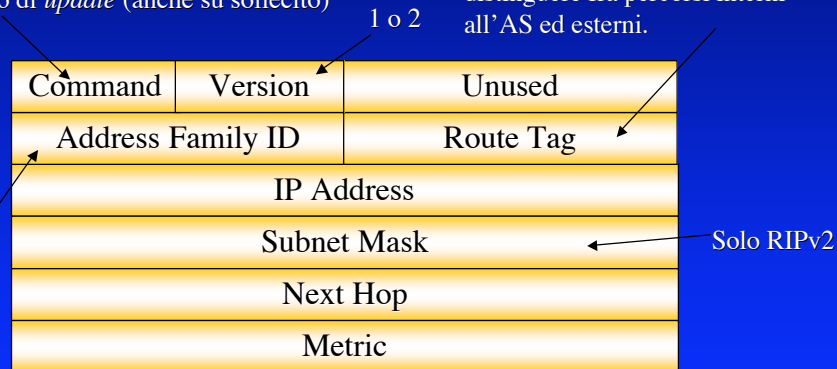 di update (anche su sollecito)
1 o 2
all'AS ed esterni.
Command Version Unused
Address Family ID Route Tag
IP Address
Subnet Mask
Solo RIPv2
Next Hop
Metric